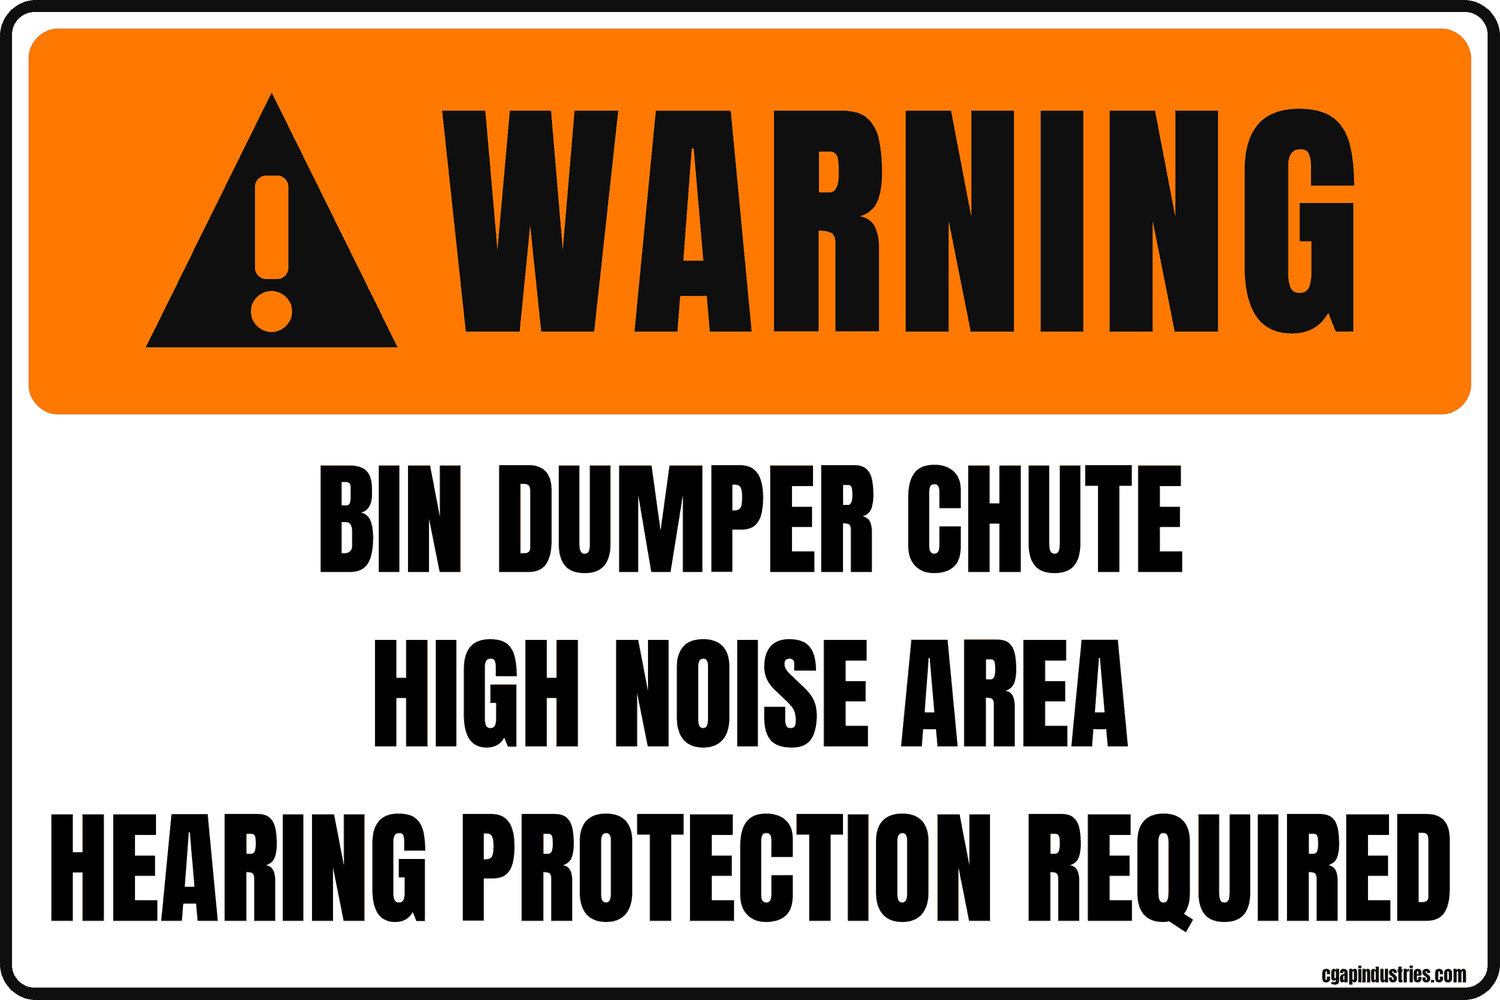 WARNING
BIN DUMPER CHUTE
HIGH NOISE AREA
HEARING PROTECTION REQUIRED
cgapindustries.com